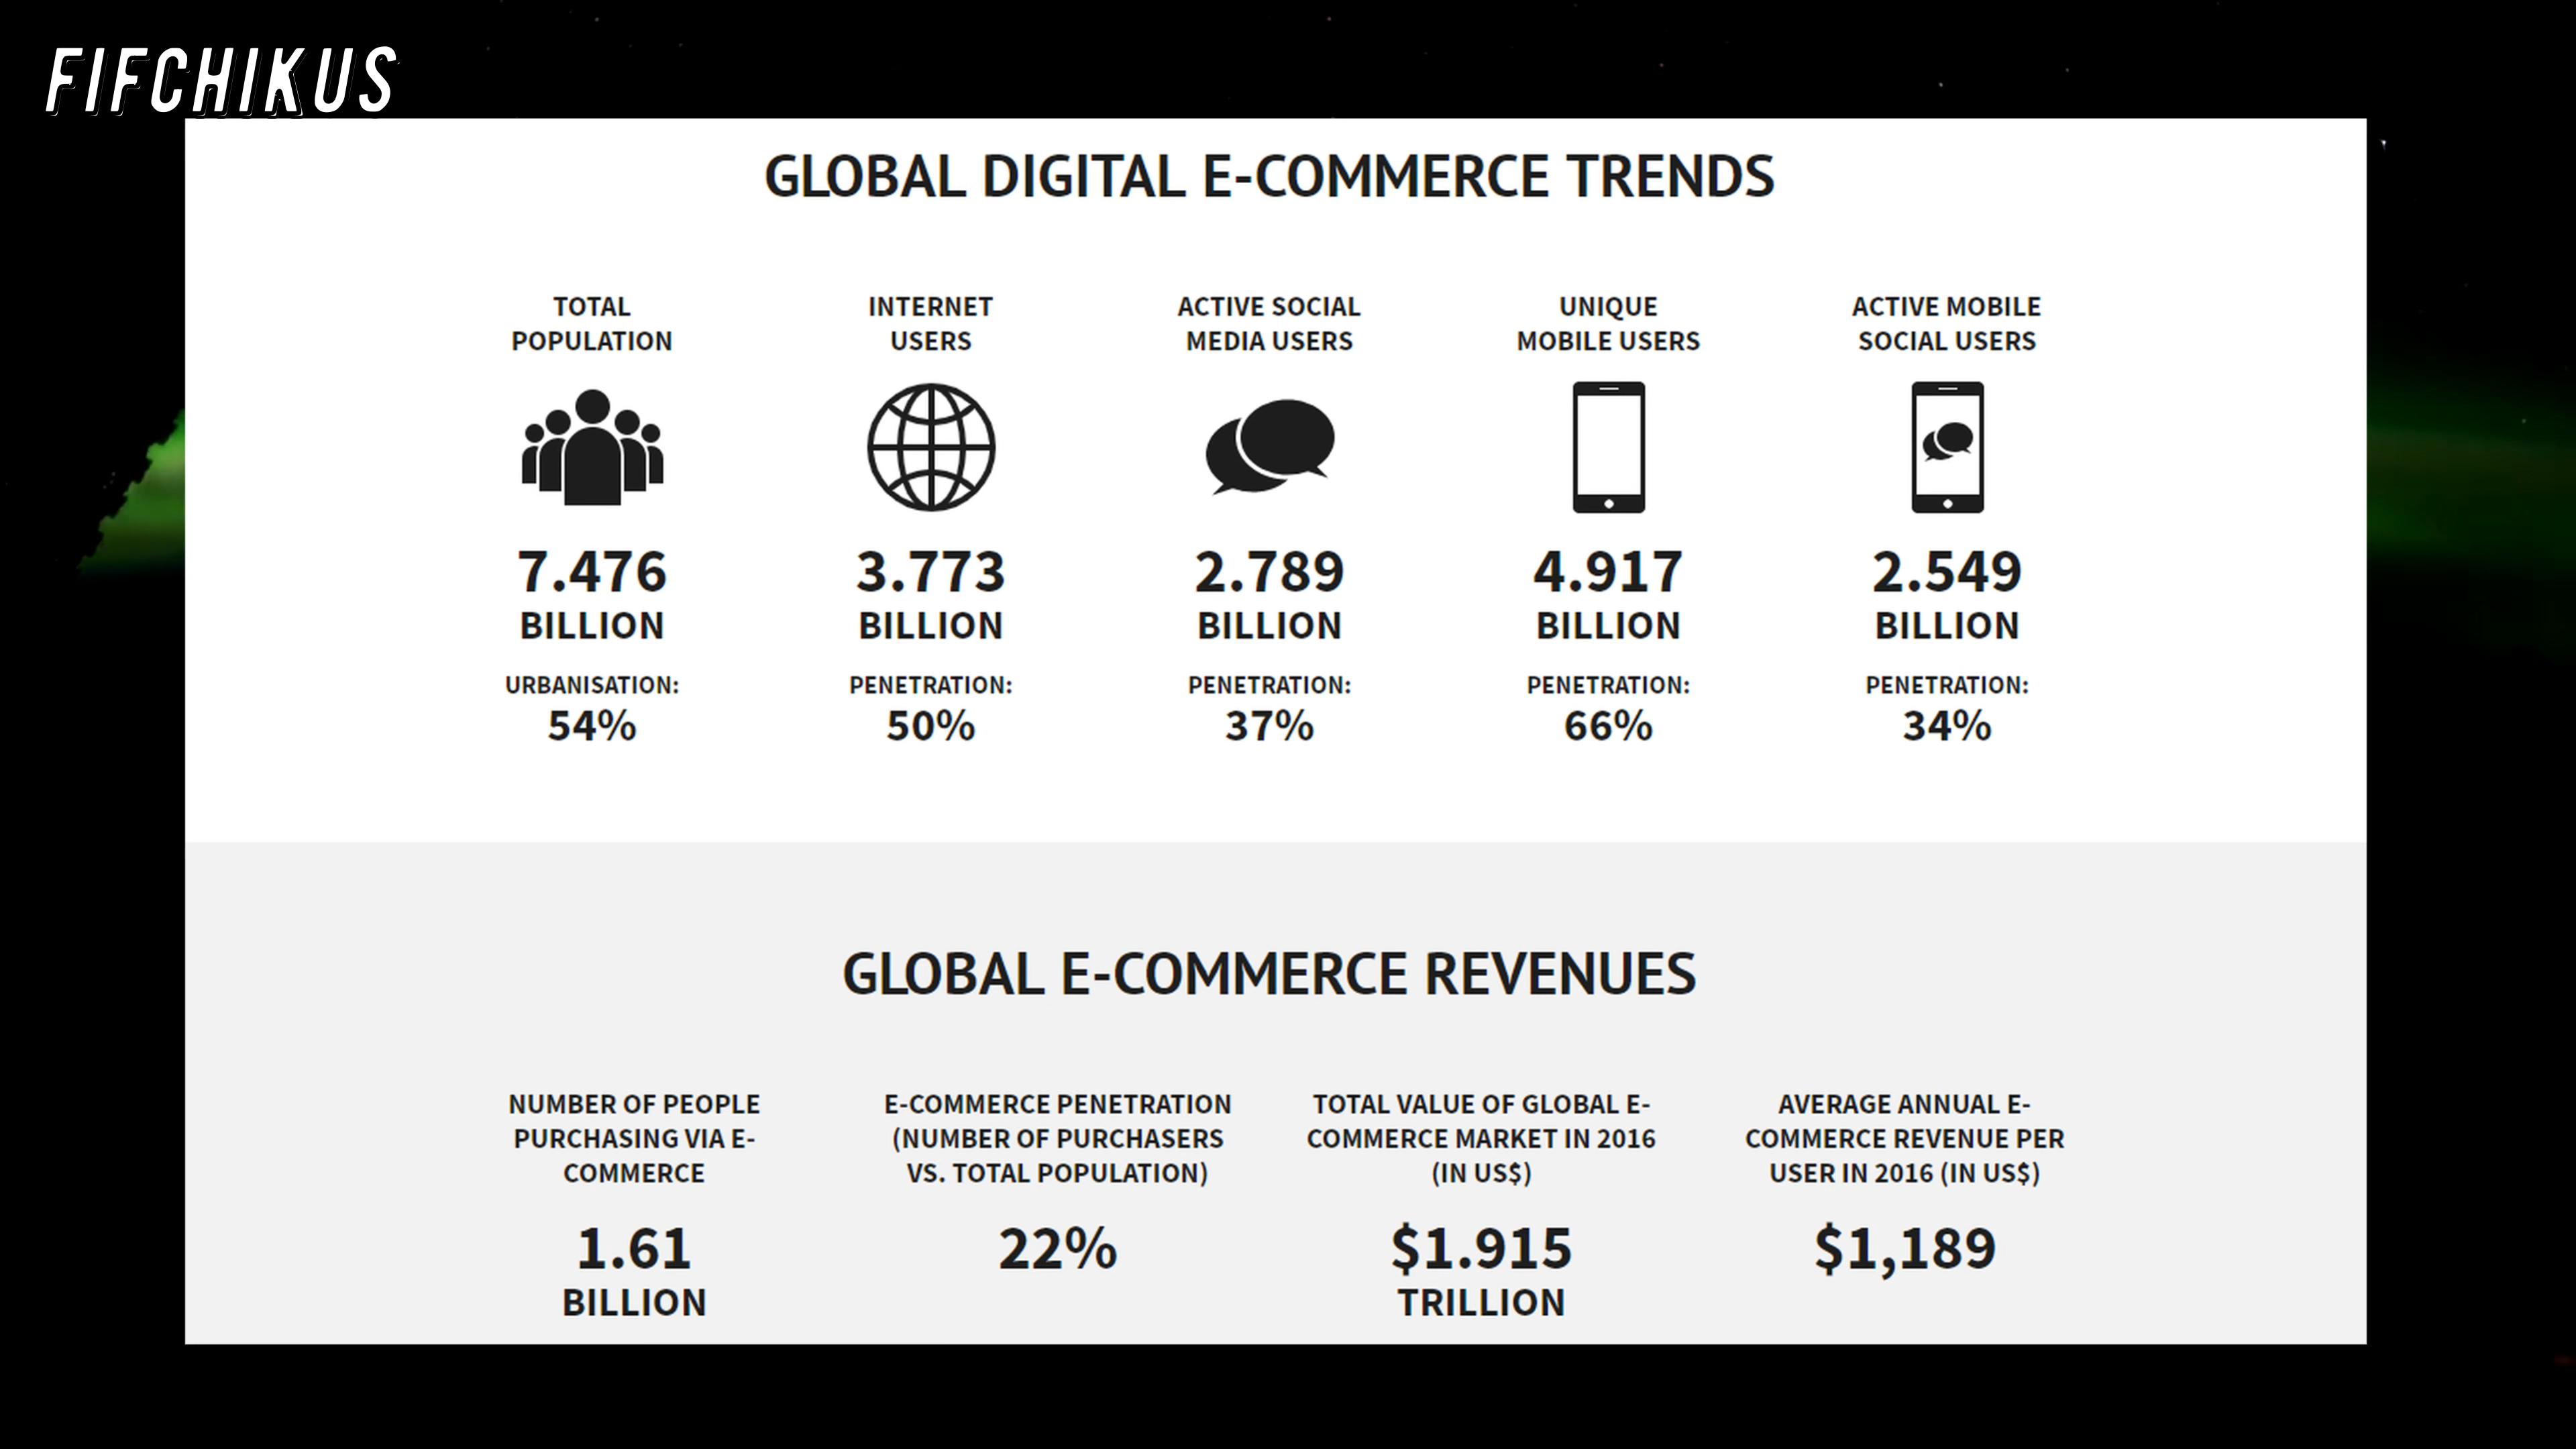 FIFCHIKUS
GLOBAL DIGITAL E-COMMERCE TRENDS
TOTAL
POPULATION
7.476
BILLION
URBANISATION:
54%
INTERNET
USERS
3.773
BILLION
PENETRATION:
50%
ACTIVE SOCIAL
MEDIA USERS
2.789
BILLION
PENETRATION:
37%
UNIQUE
MOBILE USERS
4.917
BILLION
PENETRATION:
66%
ACTIVE MOBILE
SOCIAL USERS
2.549
BILLION
PENETRATION:
34%
GLOBAL E-COMMERCE REVENUES
NUMBER OF PEOPLE
PURCHASING VIA E-
COMMERCE
1.61
BILLION
E-COMMERCE PENETRATION
(NUMBER OF PURCHASERS
VS. TOTAL POPULATION)
22%
TOTAL VALUE OF GLOBAL E-
COMMERCE MARKET IN 2016
(IN US$)
$1.915
TRILLION
AVERAGE ANNUAL E-
COMMERCE REVENUE PER
USER IN 2016 (IN US$)
$1,189